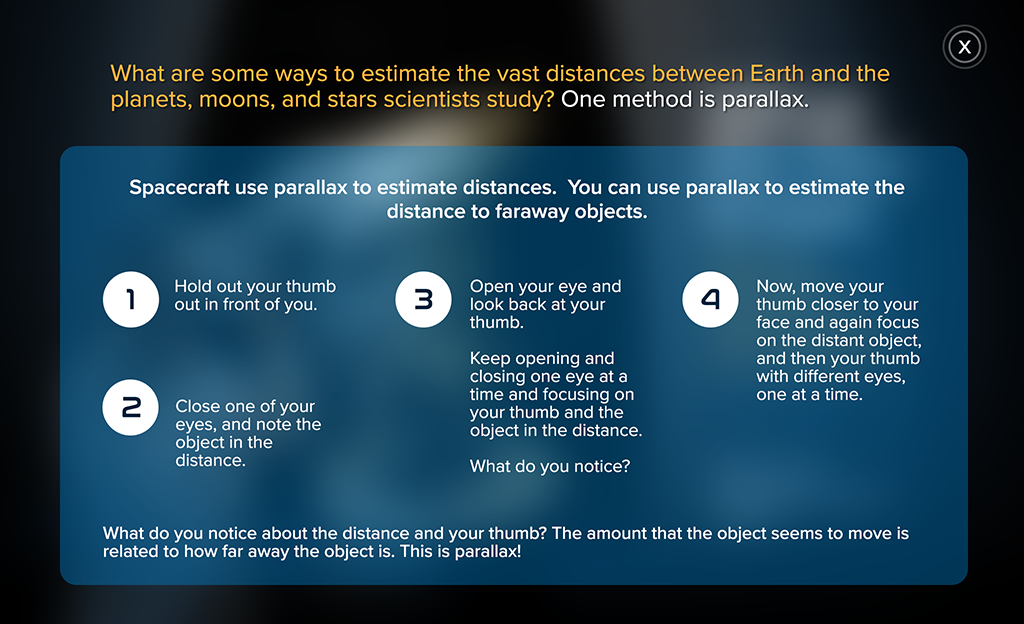 X
What are some ways to estimate the vast distances between Earth and the
planets, moons, and stars scientists study? One method is parallax.
Spacecraft use parallax to estimate distances.  You can use parallax to estimate the
distance to faraway objects.
1
Hold out your thumb
out in front of you.
2
Close one of your
eyes, and note the
object in the
distance.
3
Open your eye and
look back at your
thumb.
Keep opening and
closing one eye at a
time and focusing on
your thumb and the
object in the distance.
What do you notice?
4
Now, move your
thumb closer to your
face and again focus
on the distant object,
and then your thumb
with different eyes,
one at a time.
What do you notice about the distance and your thumb? The amount that the object seems to move is
related to how far away the object is. This is parallax!